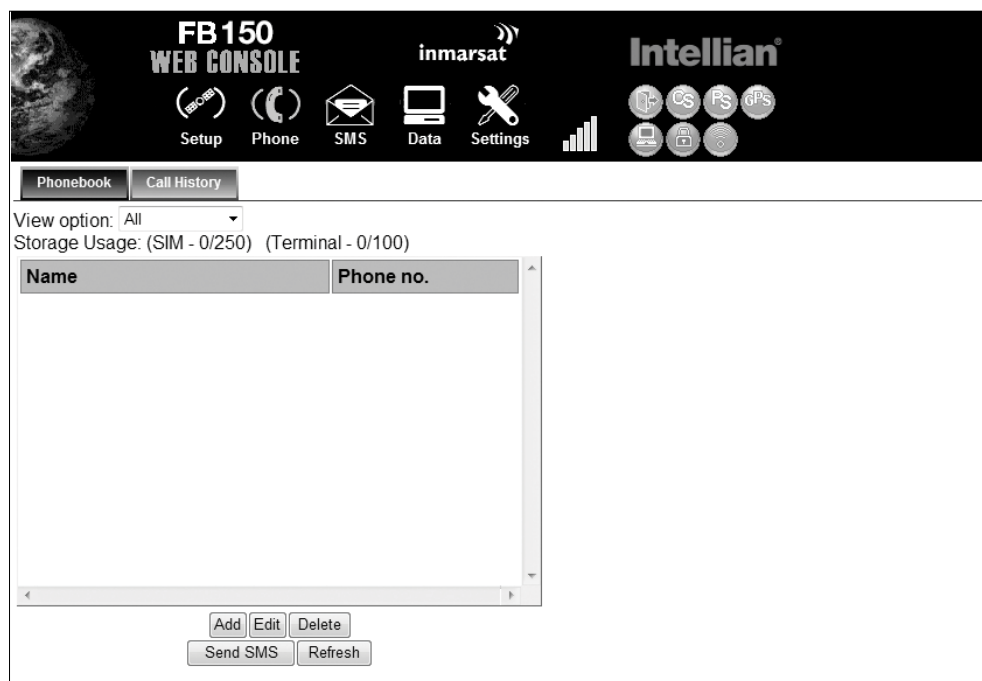 FB150
WEB CONSOLE
inmarsat
Intellian®
Setup Phone SMS Data Settings
CS PS GPS
Phonebook Call History
View option: All
Storage Usage: (SIM - 0/250) (Terminal - 0/100)
Name Phone no.
Add Edit Delete
Send SMS Refresh